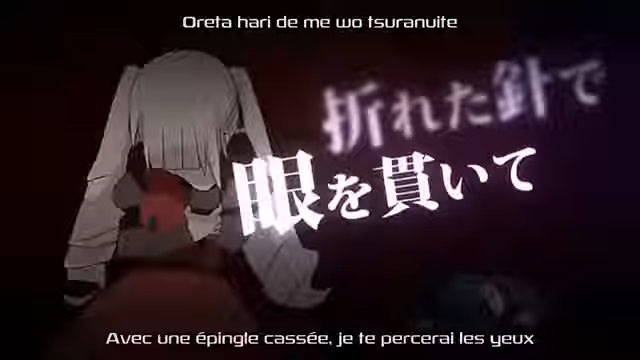 Oreta hari de me wo tsuranuite
折れた針で
眼を貫いて
Avec une épingle cassée, je te percerai les yeux